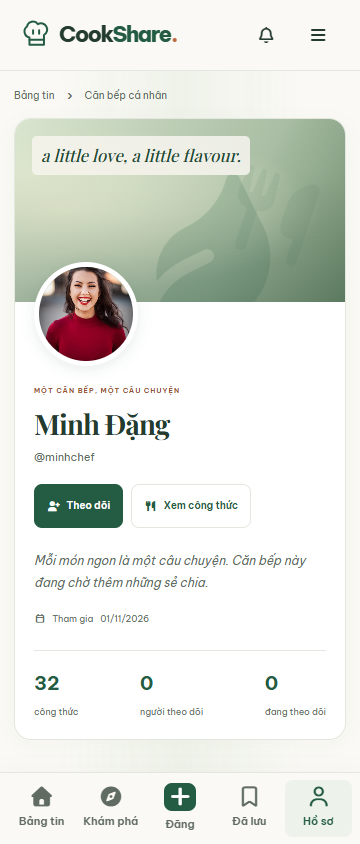 CookShare.
Bảng tin › Căn bếp cá nhân
a little love, a little flavour.
MỘT CĂN BẾP, MỘT CÂU CHUYỆN
Minh Đặng
@minhchef
Theo dõi Xem công thức
Mỗi món ngon là một câu chuyện. Căn bếp này
đang chờ thêm những sẻ chia.
Tham gia 01/11/2026
32 0 0
công thức người theo dõi đang theo dõi
Bảng tin Khám phá Đăng Đã lưu Hồ sơ